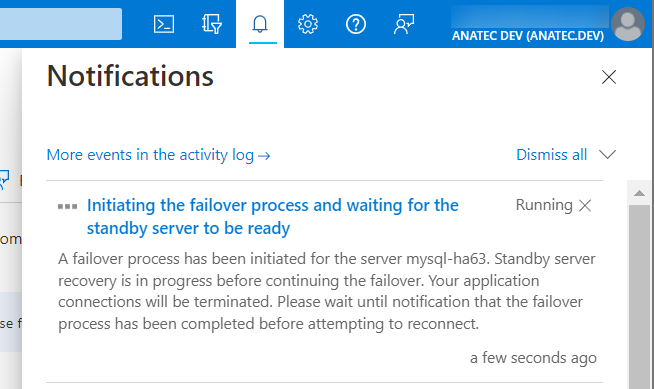 ANATEC DEV (ANATEC.DEV)
Notifications
More events in the activity log →
Dismiss all
Initiating the failover process and waiting for the
standby server to be ready
Running
A failover process has been initiated for the server mysql-ha63. Standby server
recovery is in progress before continuing the failover. Your application
connections will be terminated. Please wait until notification that the failover
process has been completed before attempting to reconnect.
a few seconds ago
om
se f